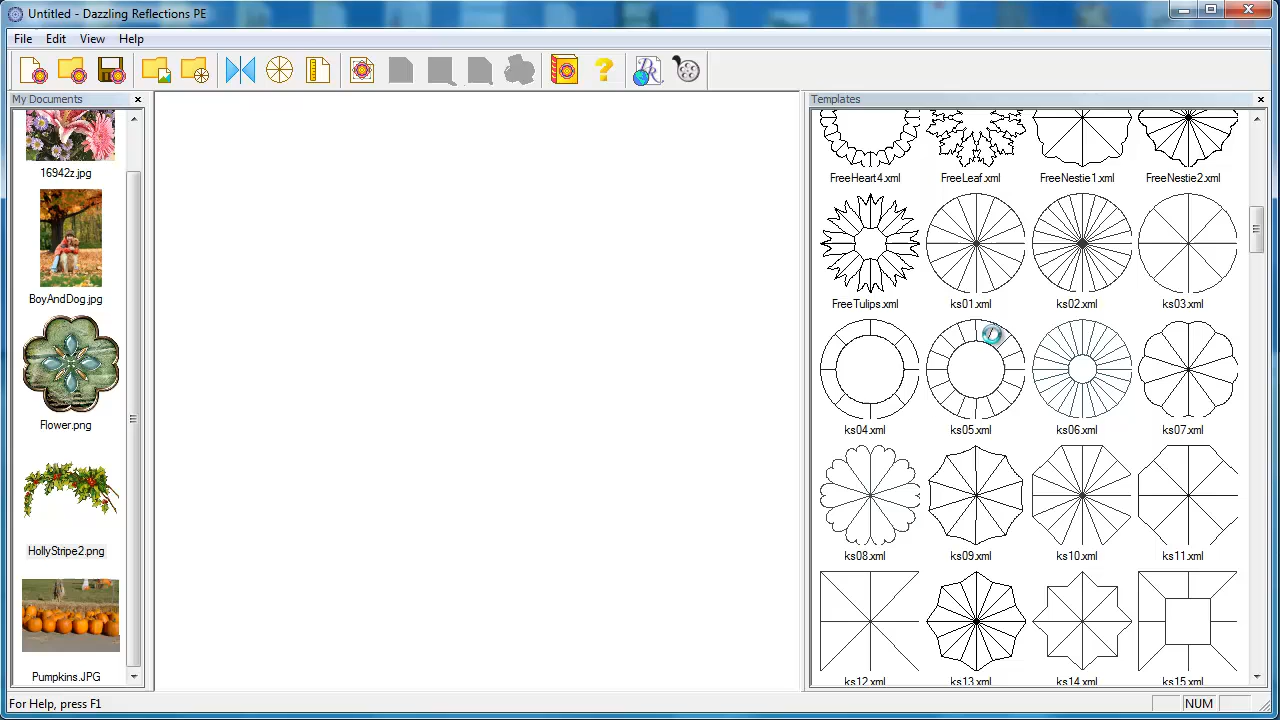 Untitled - Dazzling Reflections PE
File Edit View Help
My Documents
Templates
16942z.jpg
BoyAndDog.jpg
Flower.png
HollyStripe2.png
Pumpkins.JPG
FreeHeart4.xml FreeLeaf.xml FreeNestie1.xml FreeNestie2.xml
FreeTulips.xml ks01.xml ks02.xml ks03.xml
ks04.xml ks05.xml ks06.xml ks07.xml
ks08.xml ks09.xml ks10.xml ks11.xml
ks12.xml ks13.xml ks14.xml ks15.xml
For Help, press F1
NUM